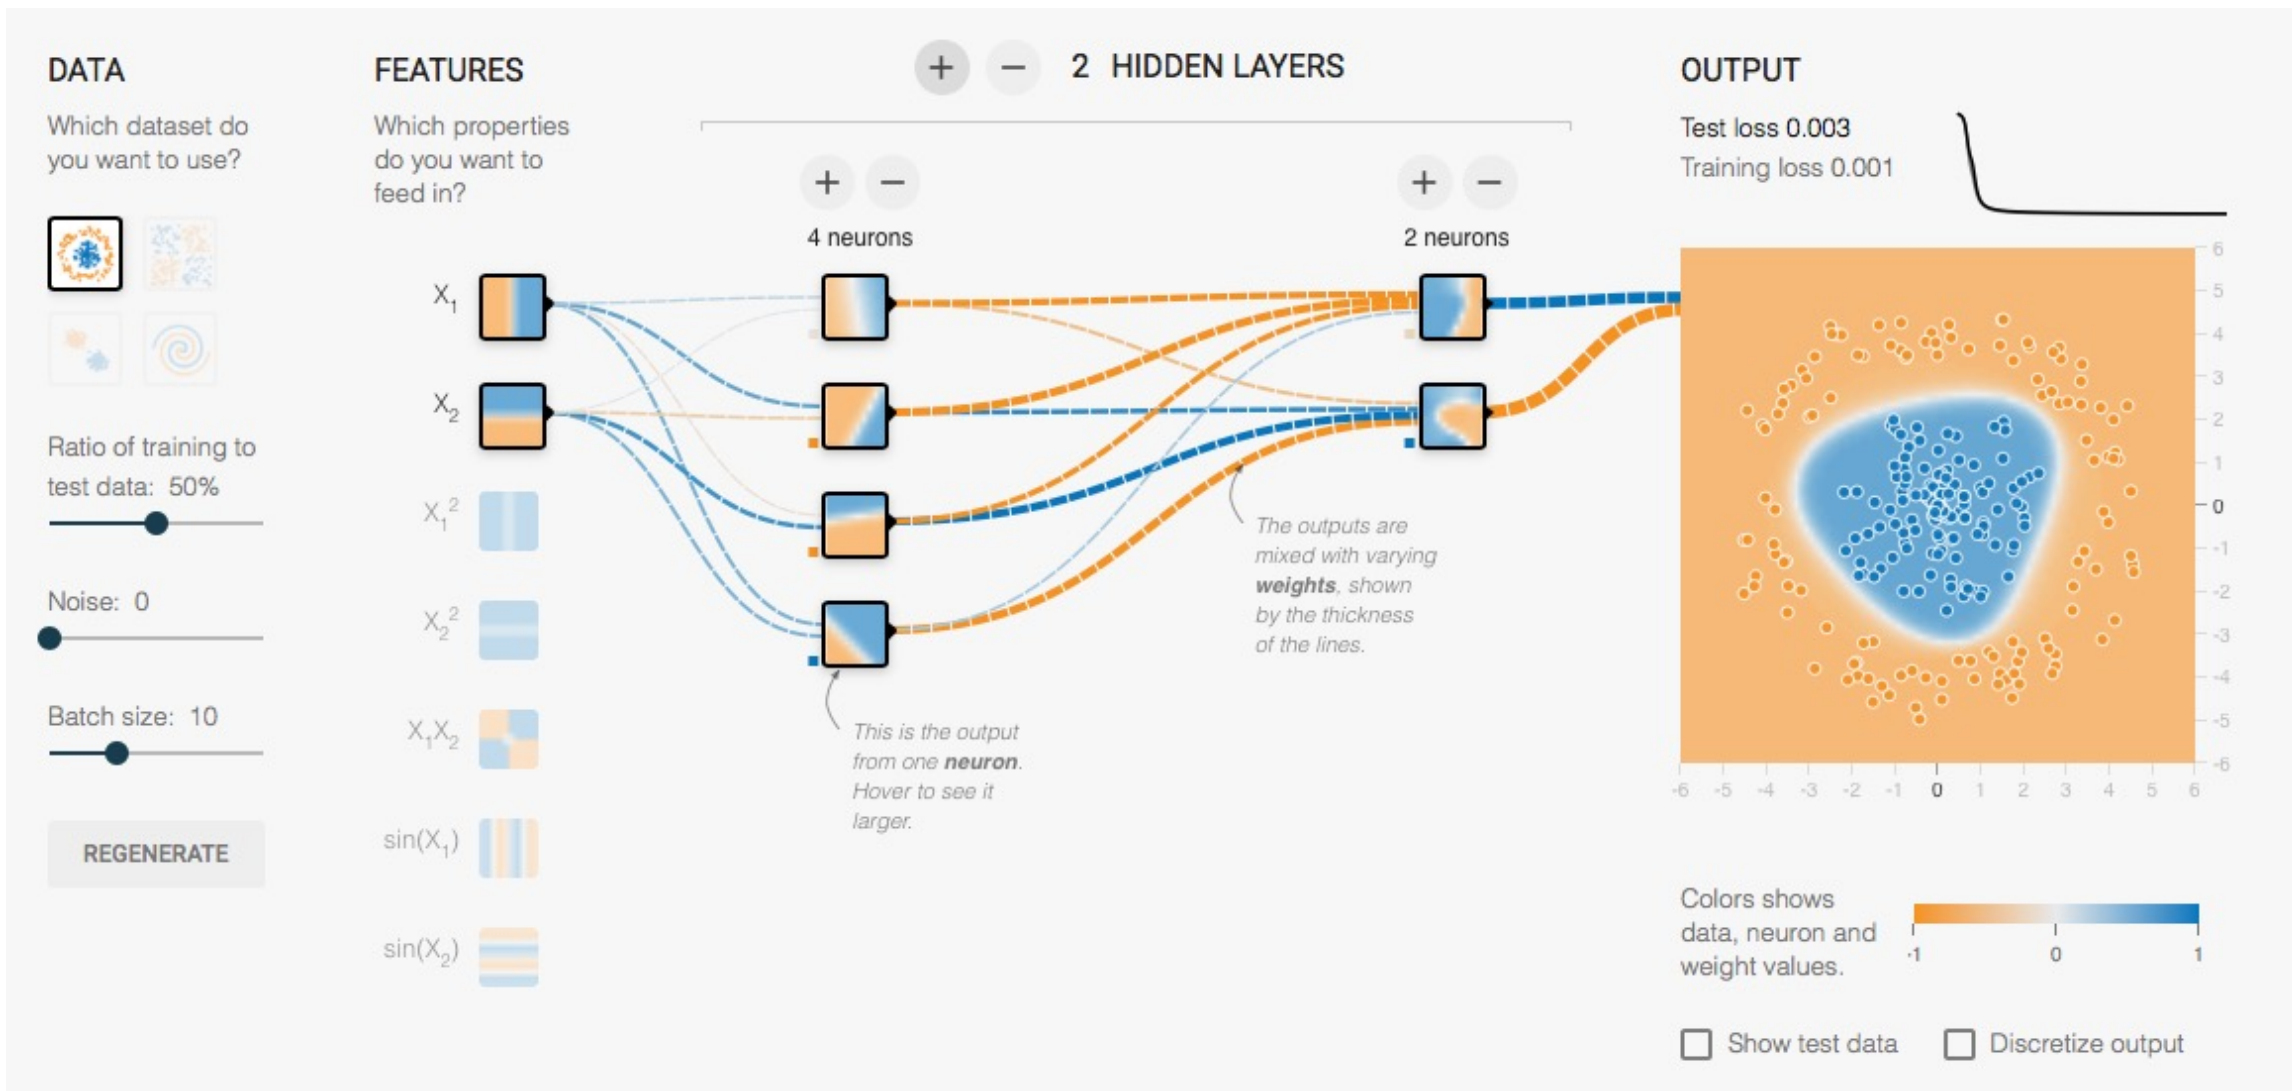 DATA
Which dataset do
you want to use?
Ratio of training to
test data: 50%
Noise: 0
Batch size: 10
REGENERATE
FEATURES
Which properties
do you want to
feed in?
X₁
X₂
X₁²
X₂²
X₁X₂
sin(X₁)
sin(X₂)
+ − 2 HIDDEN LAYERS
+ −
4 neurons
+ −
2 neurons
This is the output
from one neuron.
Hover to see it
larger.
The outputs are
mixed with varying
weights, shown
by the thickness
of the lines.
OUTPUT
Test loss 0.003
Training loss 0.001
6
5
4
3
2
1
0
-1
-2
-3
-4
-5
-6
-6 -5 -4 -3 -2 -1 0 1 2 3 4 5 6
Colors shows
data, neuron and
weight values.
-1 0 1
Show test data
Discretize output